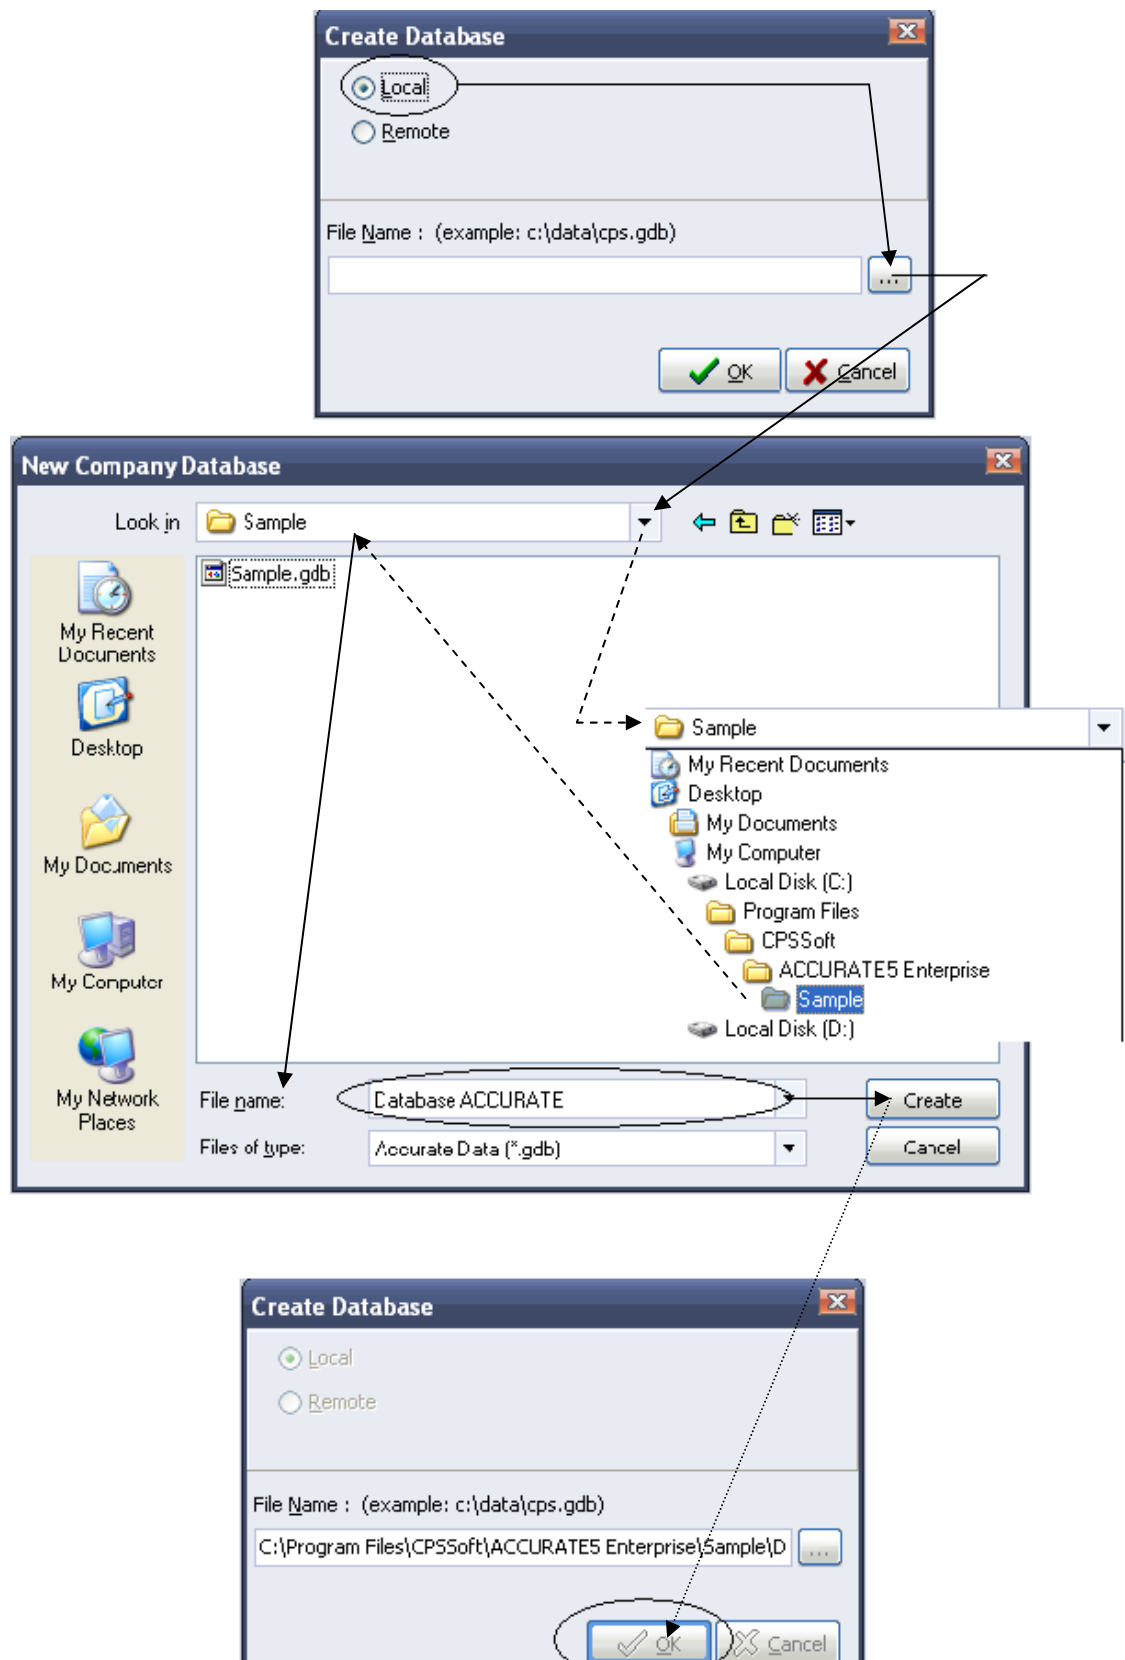 Create Database
Local
Remote
File Name : (example: c:\data\cps.gdb)
...
OK
Cancel
New Company Database
Look in
Sample
Sample.gdb
My Recent
Documents
Desktop
My Documents
My Computer
My Network
Places
Sample
My Recent Documents
Desktop
My Documents
My Computer
Local Disk (C:)
Program Files
CPSSoft
ACCURATE5 Enterprise
Sample
Local Disk (D:)
File name:
Database ACCURATE
Create
Files of type:
Accurate Data (*.gdb)
Cancel
Create Database
Local
Remote
File Name : (example: c:\data\cps.gdb)
C:\Program Files\CPSSoft\ACCURATE5 Enterprise\Sample\D
...
OK
Cancel